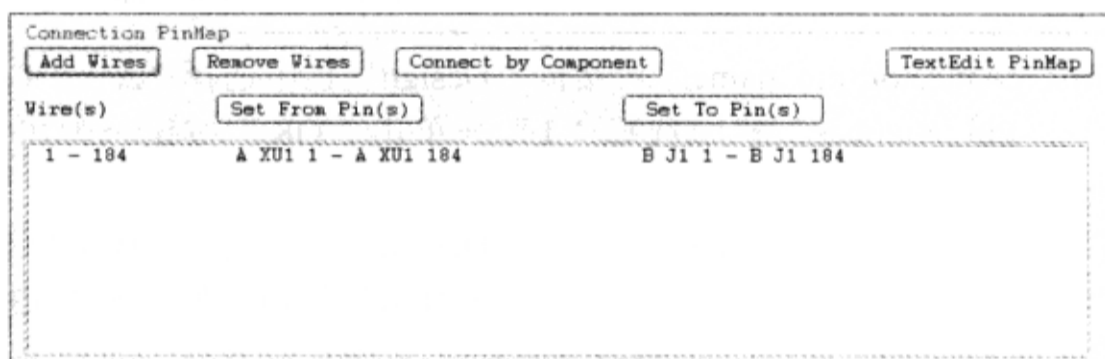 Connection PinMap
Add Wires Remove Wires Connect by Component TextEdit PinMap
Wire(s) Set From Pin(s) Set To Pin(s)
1 - 184 A XU1 1 - A XU1 184 B J1 1 - B J1 184